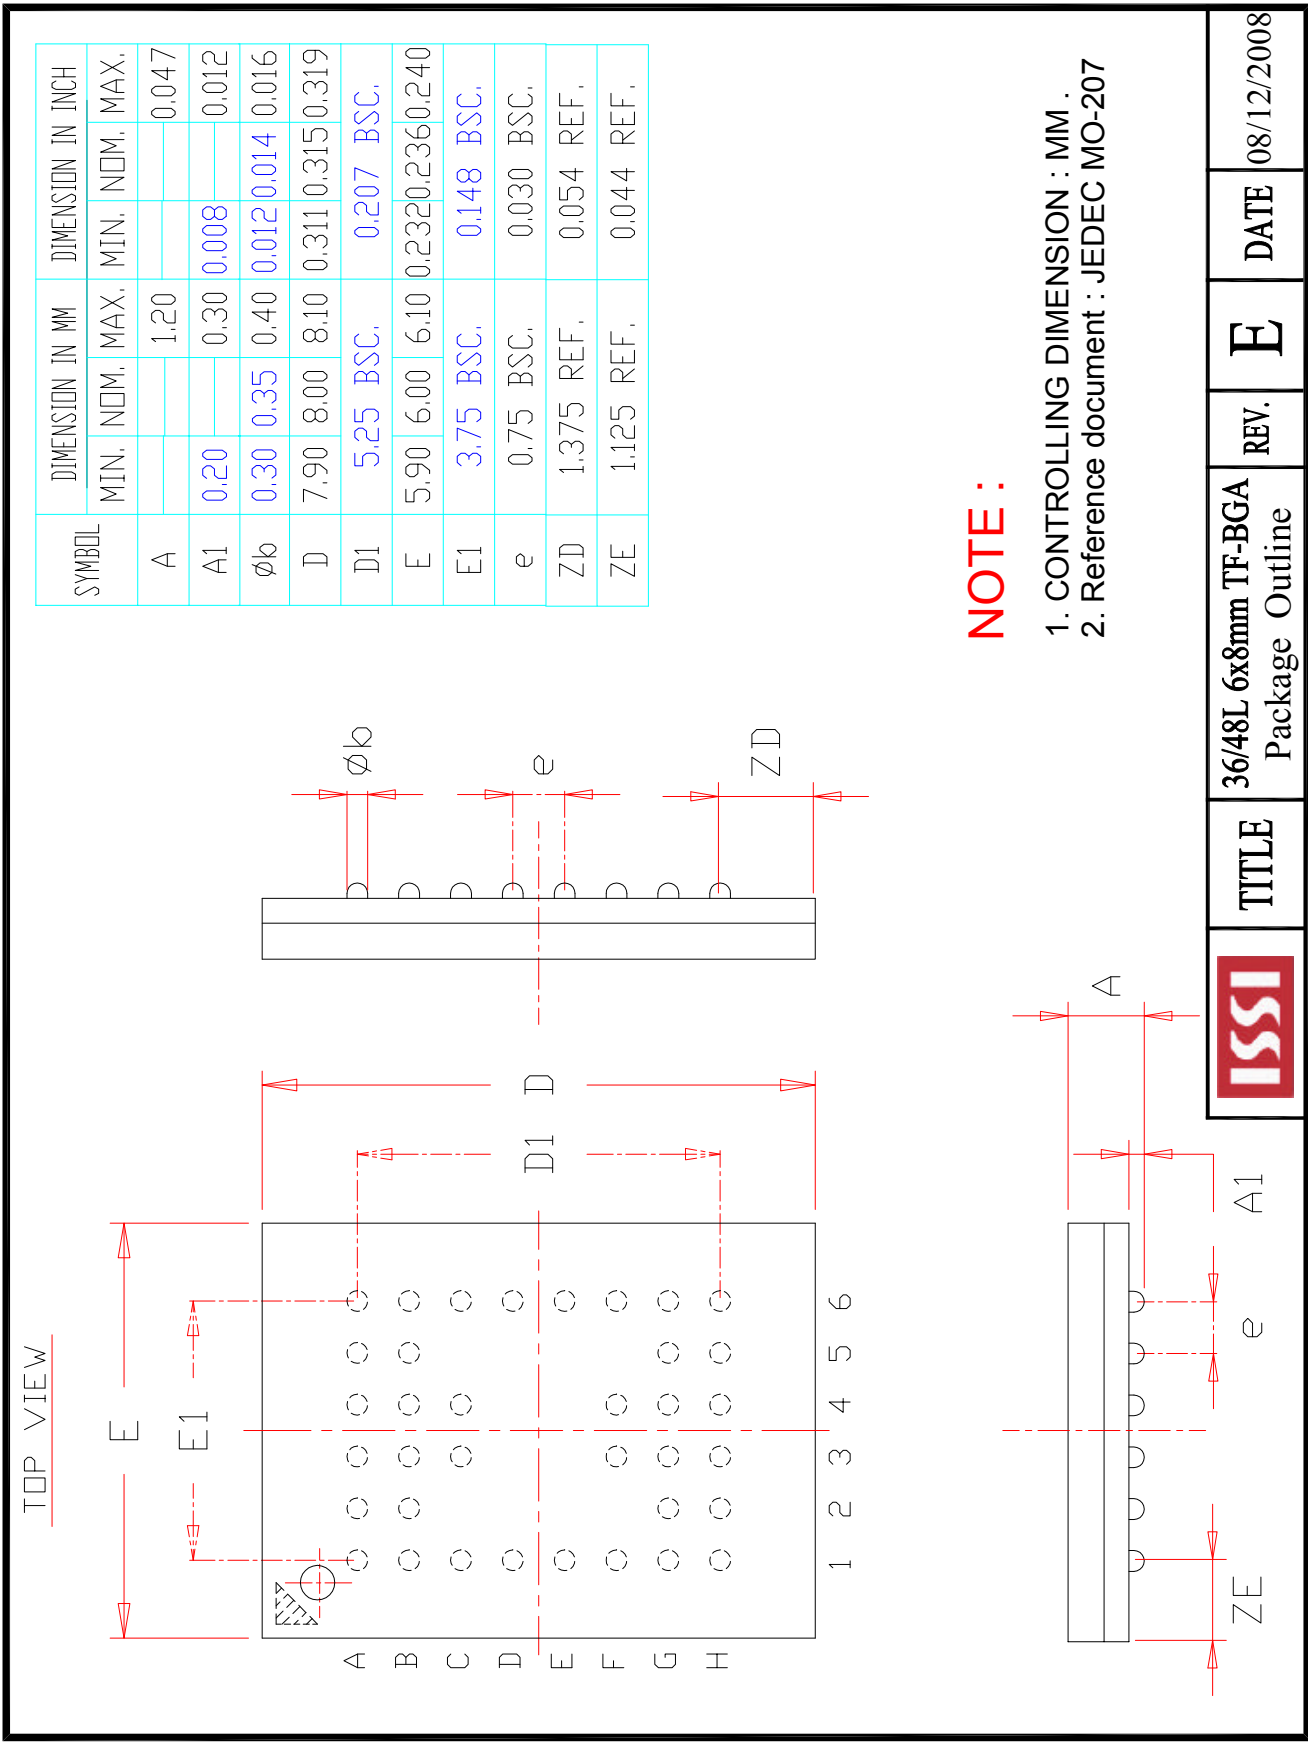 TOP VIEW
E
E1
D
D1
A
B
C
D
E
F
G
H
1 2 3 4 5 6
Øb
e
ZD
A
A1
e
ZE
SYMBOL DIMENSION IN MM DIMENSION IN INCH
MIN. NOM. MAX. MIN. NOM. MAX.
A 1.20 0.047
A1 0.20 0.30 0.008 0.012
Øb 0.30 0.35 0.40 0.012 0.014 0.016
D 7.90 8.00 8.10 0.311 0.315 0.319
D1 5.25 BSC. 0.207 BSC.
E 5.90 6.00 6.10 0.232 0.236 0.240
E1 3.75 BSC. 0.148 BSC.
e 0.75 BSC. 0.030 BSC.
ZD 1.375 REF. 0.054 REF.
ZE 1.125 REF. 0.044 REF.
NOTE :
1. CONTROLLING DIMENSION : MM .
2. Reference document : JEDEC MO-207
ISSI
TITLE
36/48L 6x8mm TF-BGA
Package Outline
REV.
E
DATE
08/12/2008